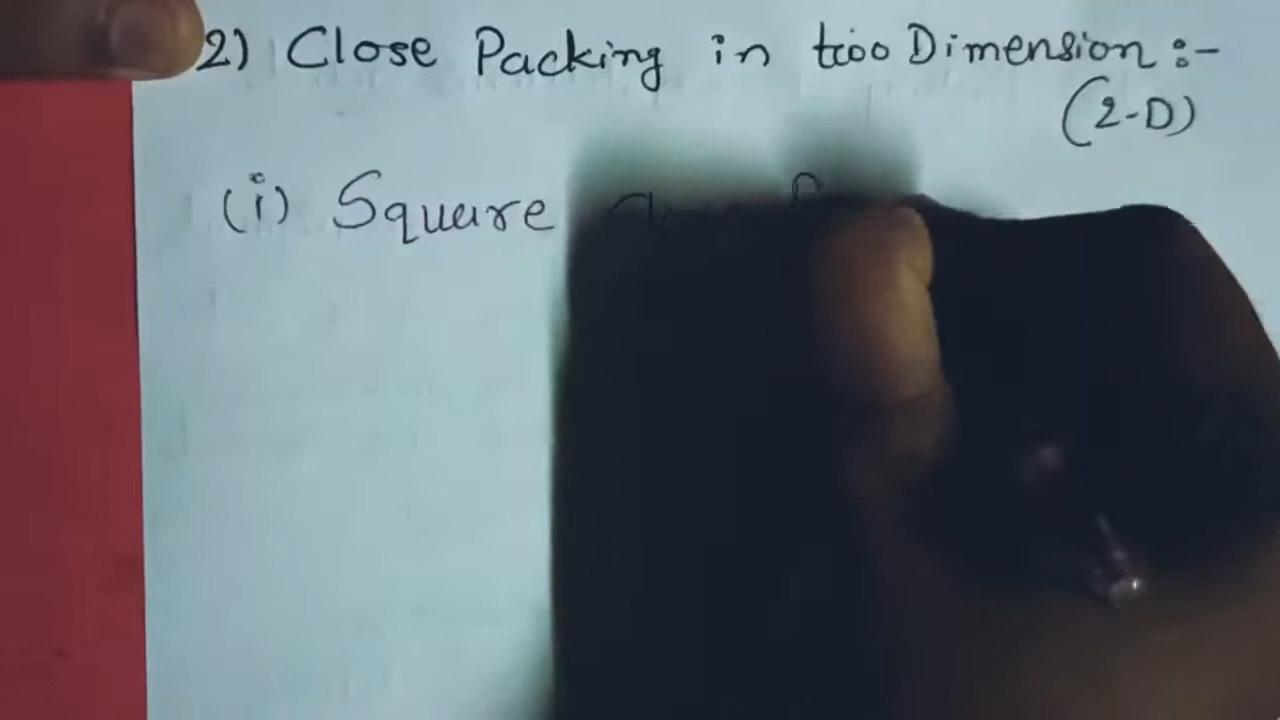 2) Close Packing in two Dimension :-
(2-D)
(i) Square